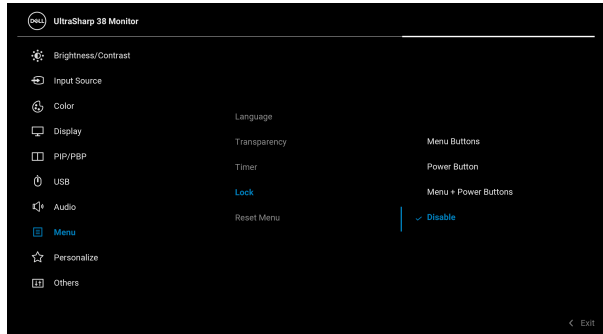 DELL UltraSharp 38 Monitor
Brightness/Contrast
Input Source
Color
Display
PIP/PBP
USB
Audio
Menu
Personalize
Others
Language
Transparency
Timer
Lock
Reset Menu
Menu Buttons
Power Button
Menu + Power Buttons
Disable
Exit